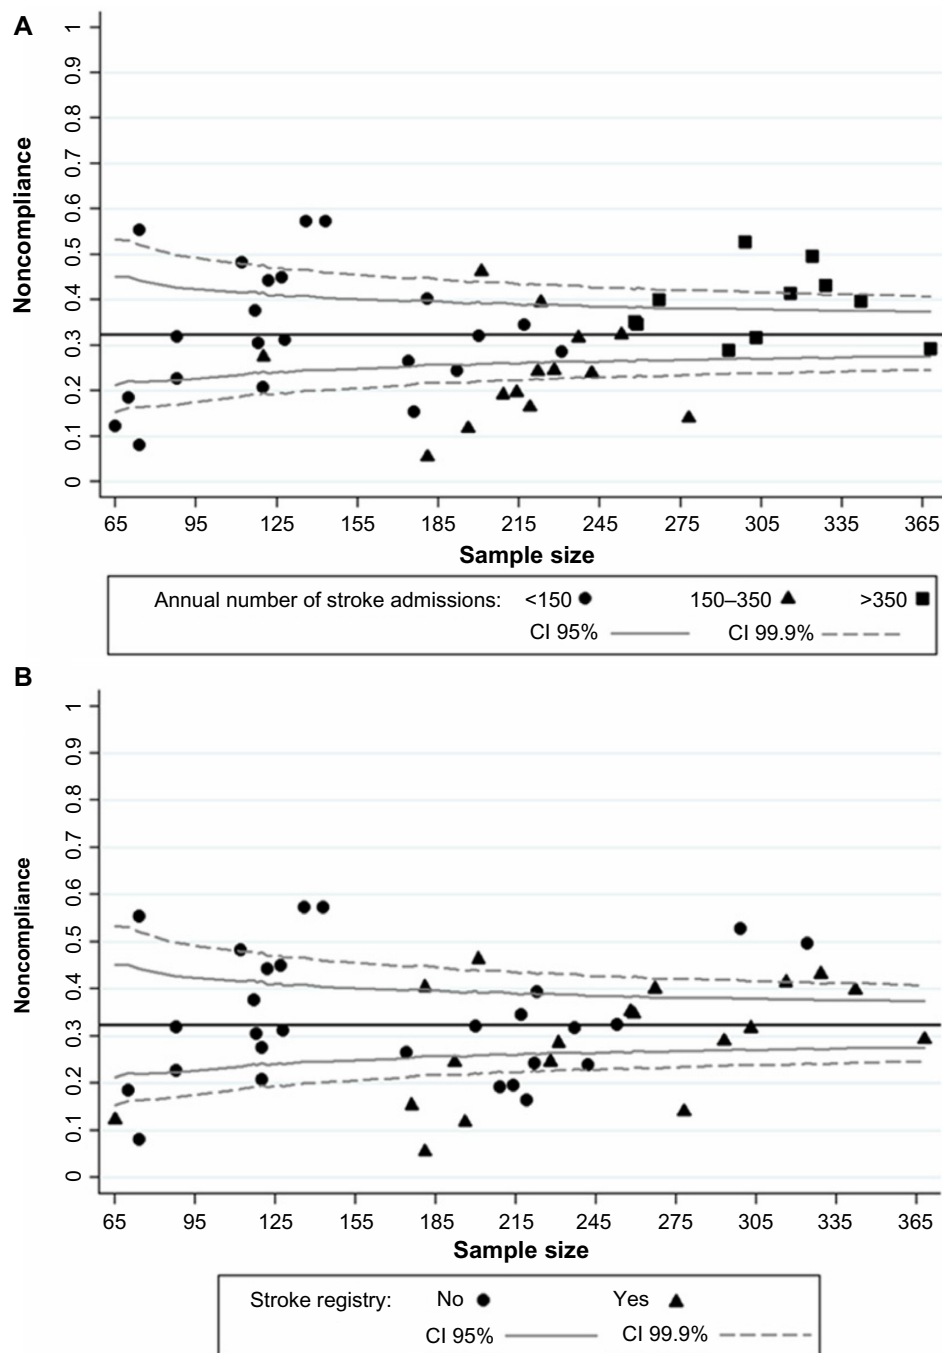 A
1
0.9
0.8
0.7
0.6
0.5
0.4
0.3
0.2
0.1
0
Noncompliance
65 95 125 155 185 215 245 275 305 335 365
Sample size
Annual number of stroke admissions: <150 150–350 >350
CI 95% CI 99.9%
B
1
0.9
0.8
0.7
0.6
0.5
0.4
0.3
0.2
0.1
0
Noncompliance
65 95 125 155 185 215 245 275 305 335 365
Sample size
Stroke registry: No Yes
CI 95% CI 99.9%